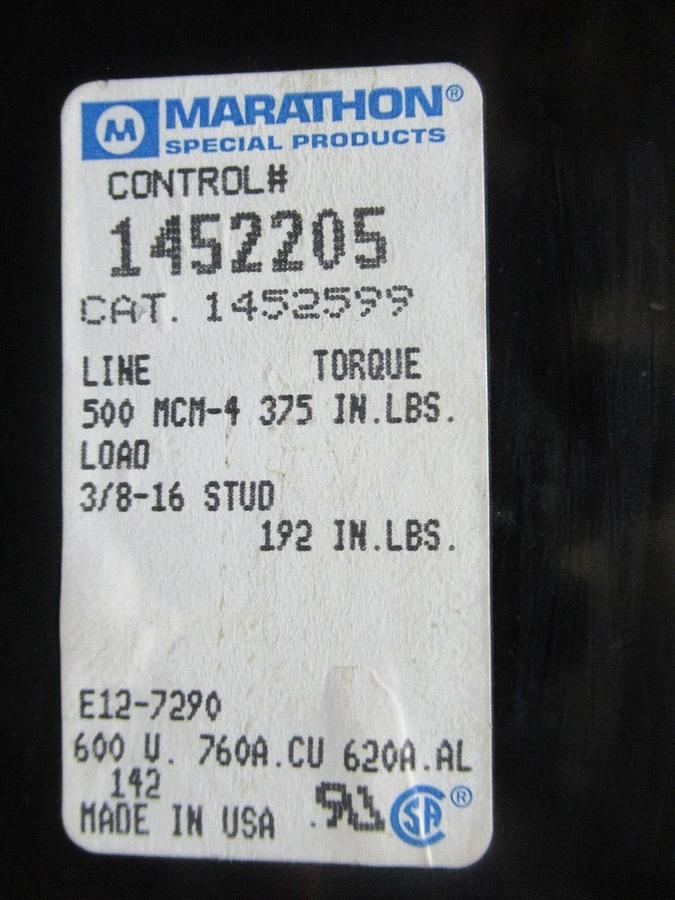 M MARATHON®
SPECIAL PRODUCTS
CONTROL#
1452205
CAT. 1452599
LINE TORQUE
500 MCM-4 375 IN.LBS.
LOAD
3/8-16 STUD
192 IN.LBS.
E12-7290
600 V. 760A.CU 620A.AL
142
MADE IN USA SA ®